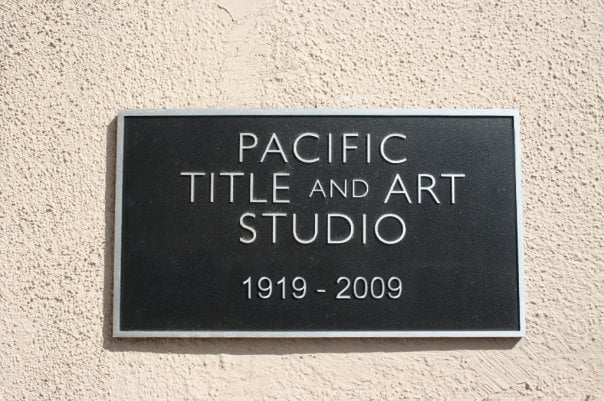 PACIFIC
TITLE AND ART
STUDIO
1919 - 2009